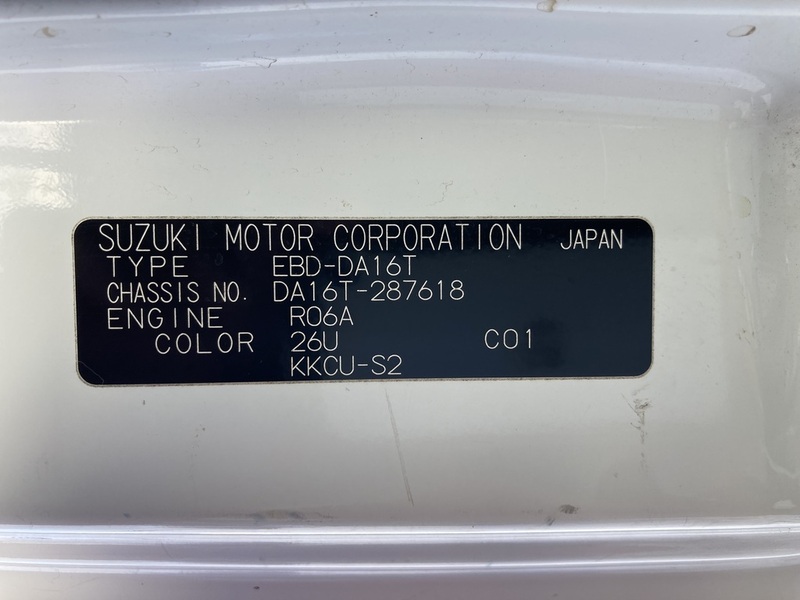 SUZUKI MOTOR CORPORATION JAPAN
TYPE EBD-DA16T
CHASSIS NO. DA16T-287618
ENGINE R06A
COLOR 26U C01
KKCU-S2